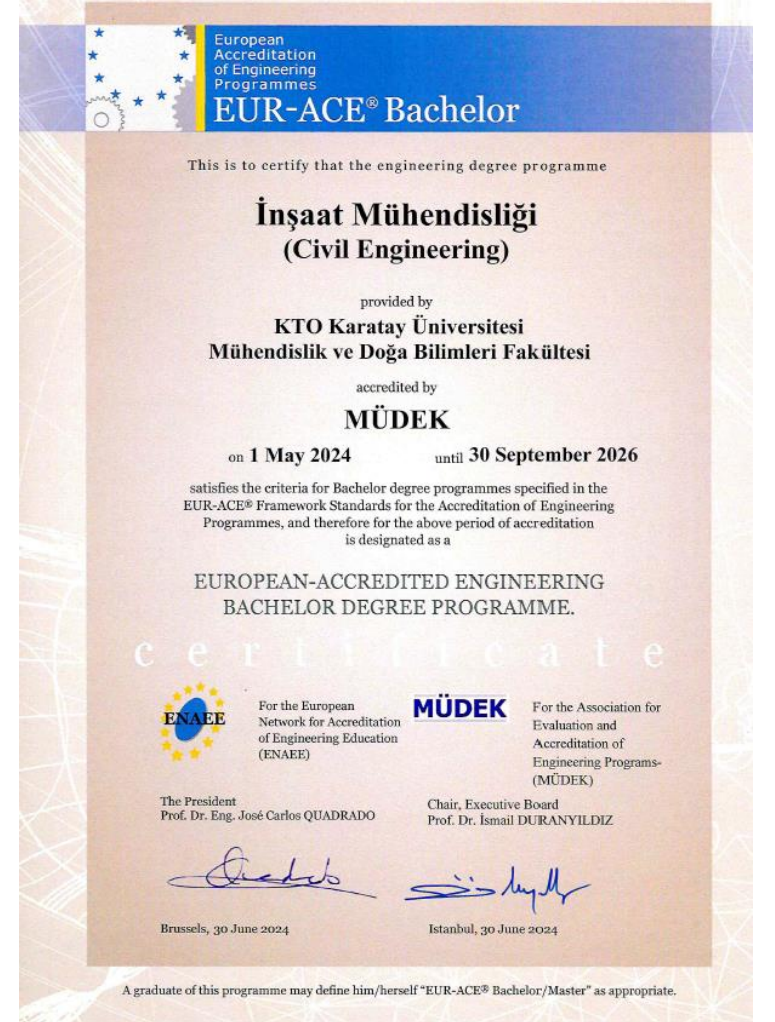 European
Accreditation
of Engineering
Programmes
EUR-ACE® Bachelor
This is to certify that the engineering degree programme
İnşaat Mühendisliği
(Civil Engineering)
provided by
KTO Karatay Üniversitesi
Mühendislik ve Doğa Bilimleri Fakültesi
accredited by
MÜDEK
on 1 May 2024 until 30 September 2026
satisfies the criteria for Bachelor degree programmes specified in the
EUR-ACE® Framework Standards for the Accreditation of Engineering
Programmes, and therefore for the above period of accreditation
is designated as a
EUROPEAN-ACCREDITED ENGINEERING
BACHELOR DEGREE PROGRAMME.
certificate
ENAEE
For the European
Network for Accreditation
of Engineering Education
(ENAEE)
MÜDEK
For the Association for
Evaluation and
Accreditation of
Engineering Programs-
(MÜDEK)
The President
Prof. Dr. Eng. José Carlos QUADRADO
Chair, Executive Board
Prof. Dr. İsmail DURANYILDIZ
Brussels, 30 June 2024
Istanbul, 30 June 2024
A graduate of this programme may define him/herself “EUR-ACE® Bachelor/Master” as appropriate.